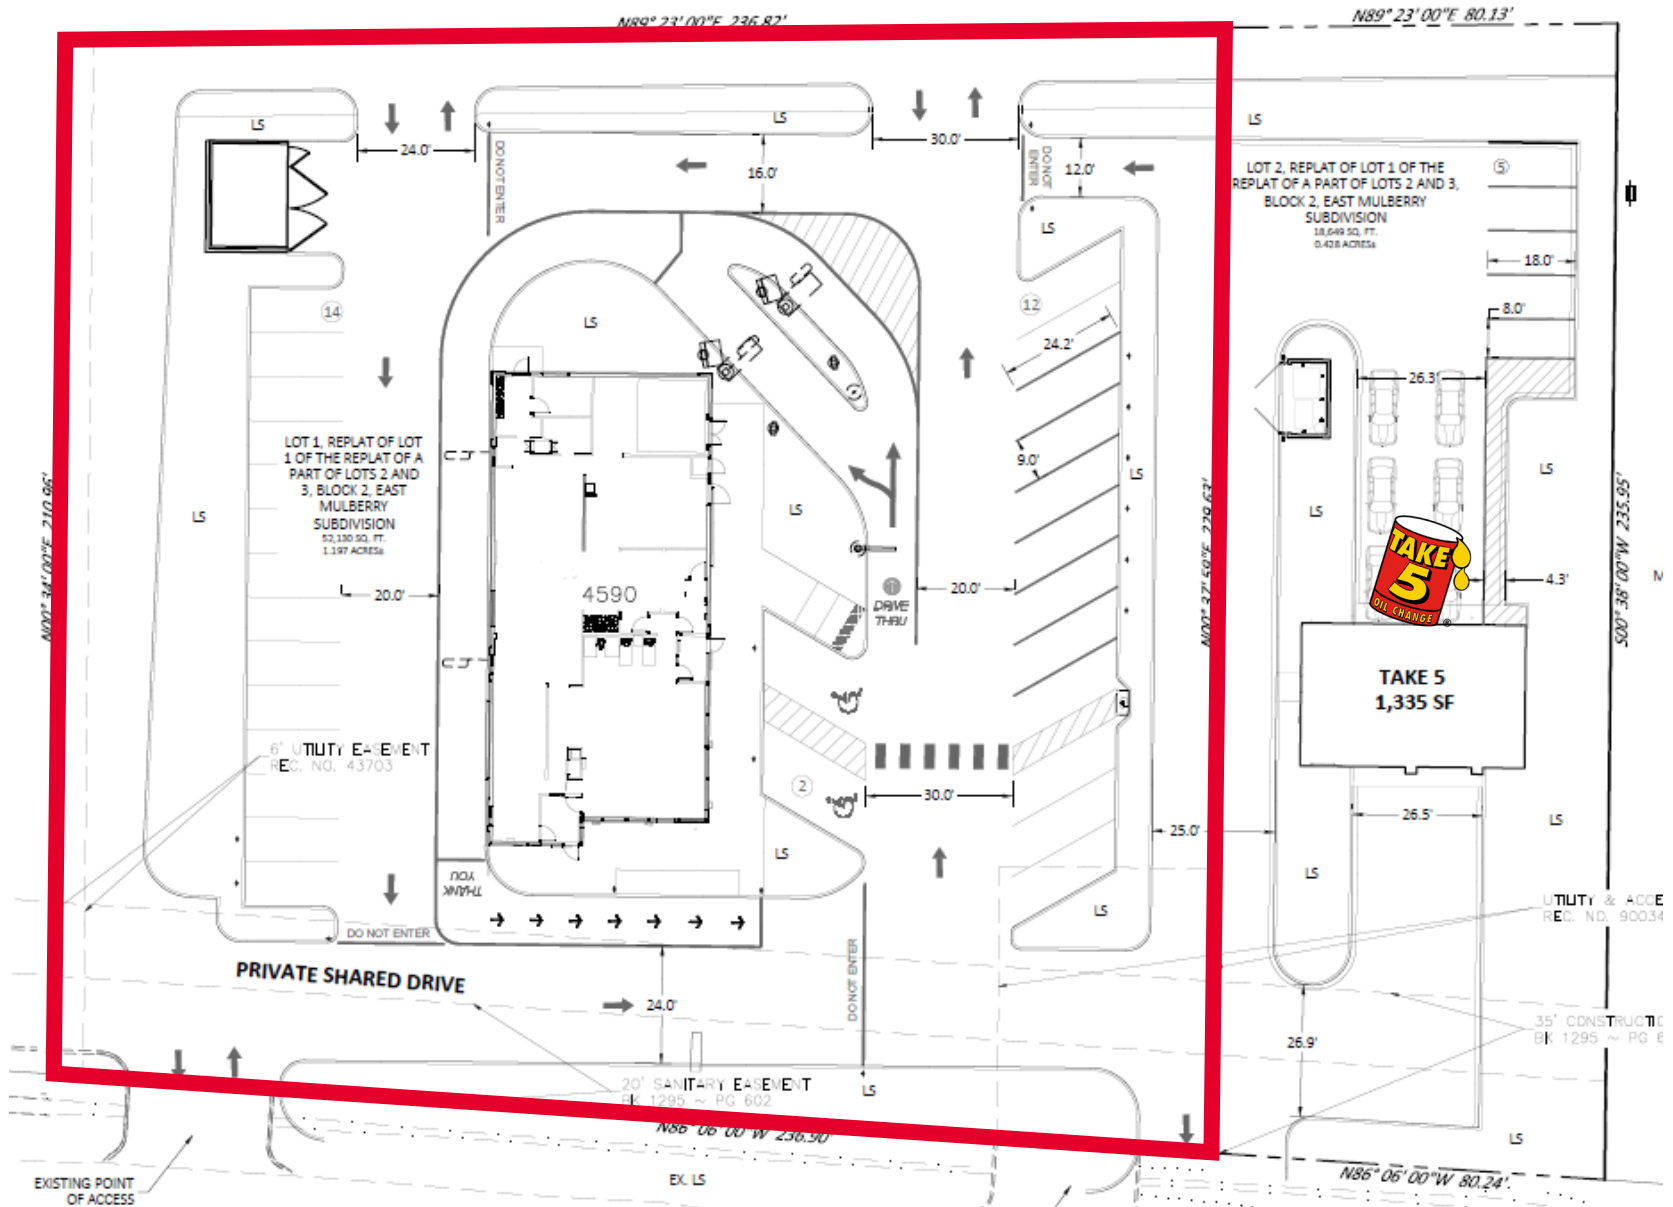 N89° 23' 00"E 236.82'
N89° 23' 00"E 80.13'
LS
LS
LS
24.0'
30.0'
DO NOT ENTER
16.0'
DO NOT
ENTER
12.0'
LOT 2, REPLAT OF LOT 1 OF THE
REPLAT OF A PART OF LOTS 2 AND 3,
BLOCK 2, EAST MULBERRY
SUBDIVISION
18,649 SQ. FT.
0.428 ACRES±
5
LS
18.0'
14
LS
12
8.0'
24.2'
26.3'
LOT 1, REPLAT OF LOT
1 OF THE REPLAT OF A
PART OF LOTS 2 AND
3, BLOCK 2, EAST
MULBERRY
SUBDIVISION
52,130 SQ. FT.
1.197 ACRES±
9.0'
LS
LS
LS
LS
LS
N00° 34' 00"E 210.96'
N00° 37' 59"E 229.63'
S00° 38' 00"W 235.95'
TAKE
5
OIL CHANGE
®
4.3'
M
20.0'
4590
DRIVE
THRU
20.0'
TAKE 5
1,335 SF
6' UTILITY EASEMENT
REC. NO. 43703
2
30.0'
26.5'
25.0'
LS
LS
LS
THANK
YOU
LS
UTILITY & ACCE
REC. NO. 90034
DO NOT ENTER
DO NOT ENTER
PRIVATE SHARED DRIVE
24.0'
35' CONSTRUCTIO
BK 1295 ~ PG 6
26.9'
20' SANITARY EASEMENT
BK 1295 ~ PG 602
LS
N86° 06' 00"W 236.90'
LS
N86° 06' 00"W 80.24'
EX. LS
EXISTING POINT
OF ACCESS